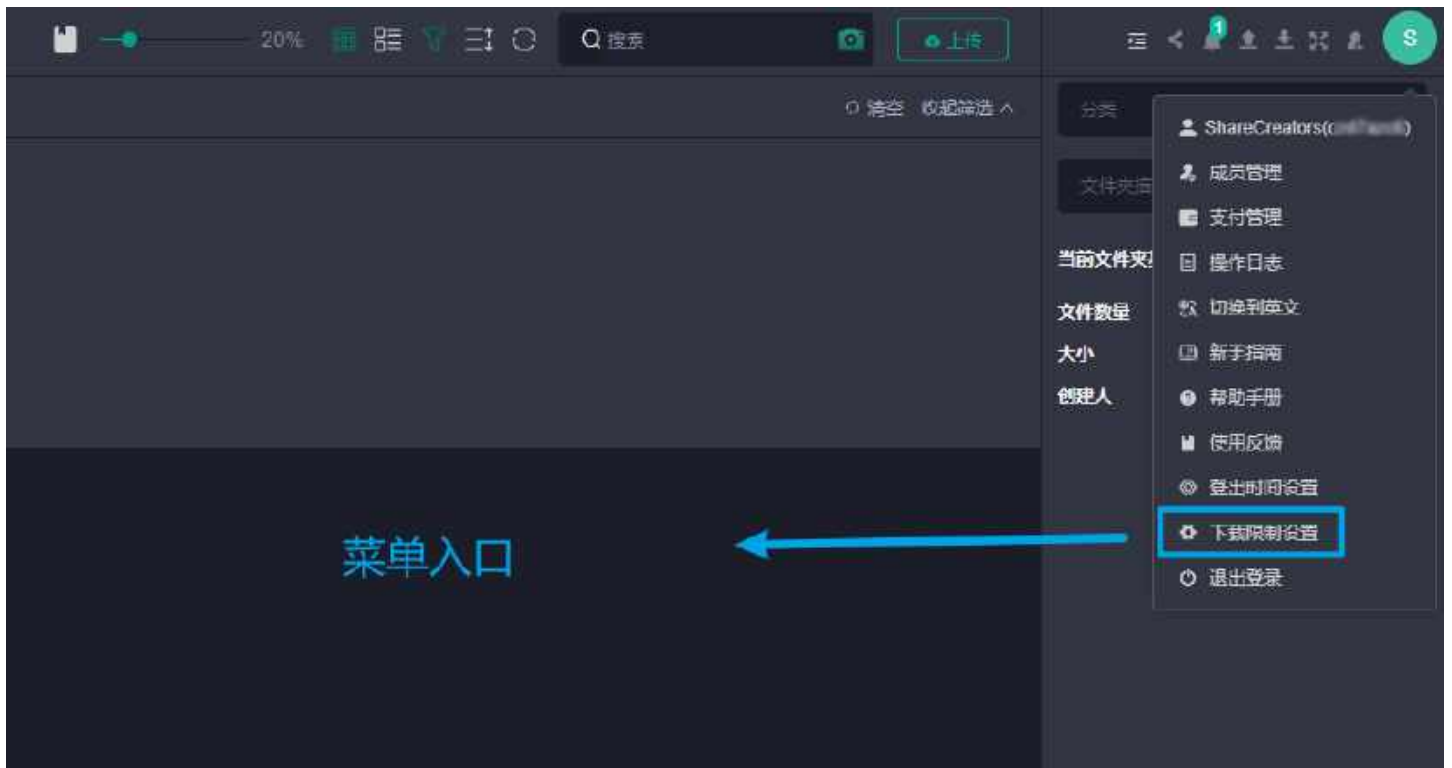 20%
搜索
上传
1
S
清空 收起筛选
分类
ShareCreators(
)
成员管理
文件夹
支付管理
当前文件夹
操作日志
文件数量
切换到英文
大小
新手指南
创建人
帮助手册
使用反馈
登出时间设置
下载限制设置
菜单入口
退出登录